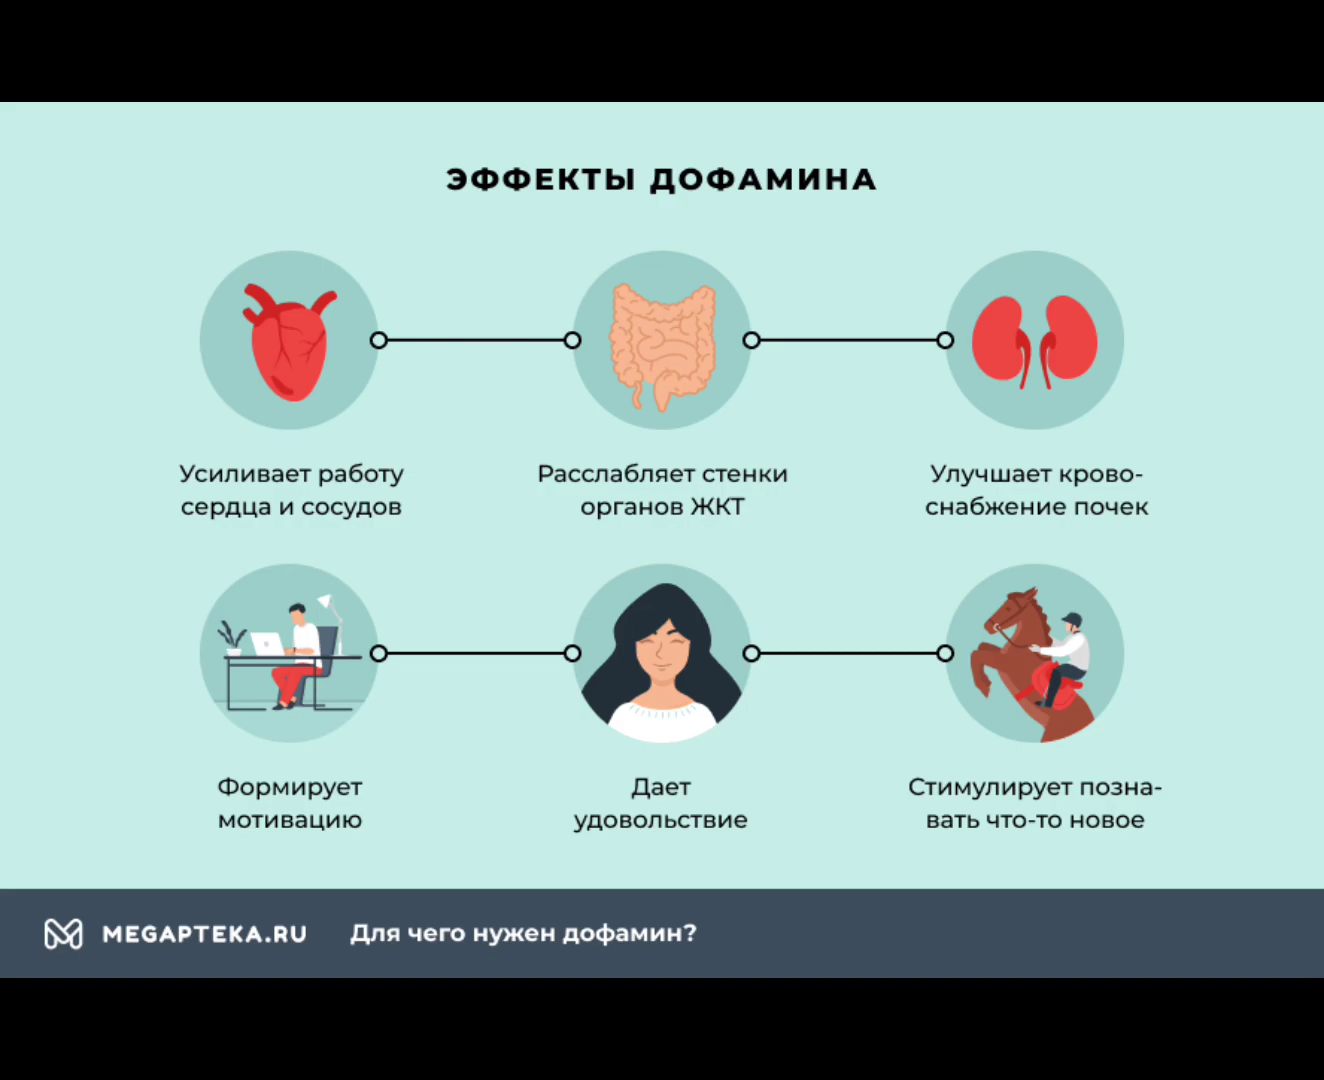 ЭФФЕКТЫ ДОФАМИНА
Усиливает работу
сердца и сосудов
Расслабляет стенки
органов ЖКТ
Улучшает крово-
снабжение почек
Формирует
мотивацию
Дает
удовольствие
Стимулирует позна-
вать что-то новое
MEGAPTEKA.RU
Для чего нужен дофамин?